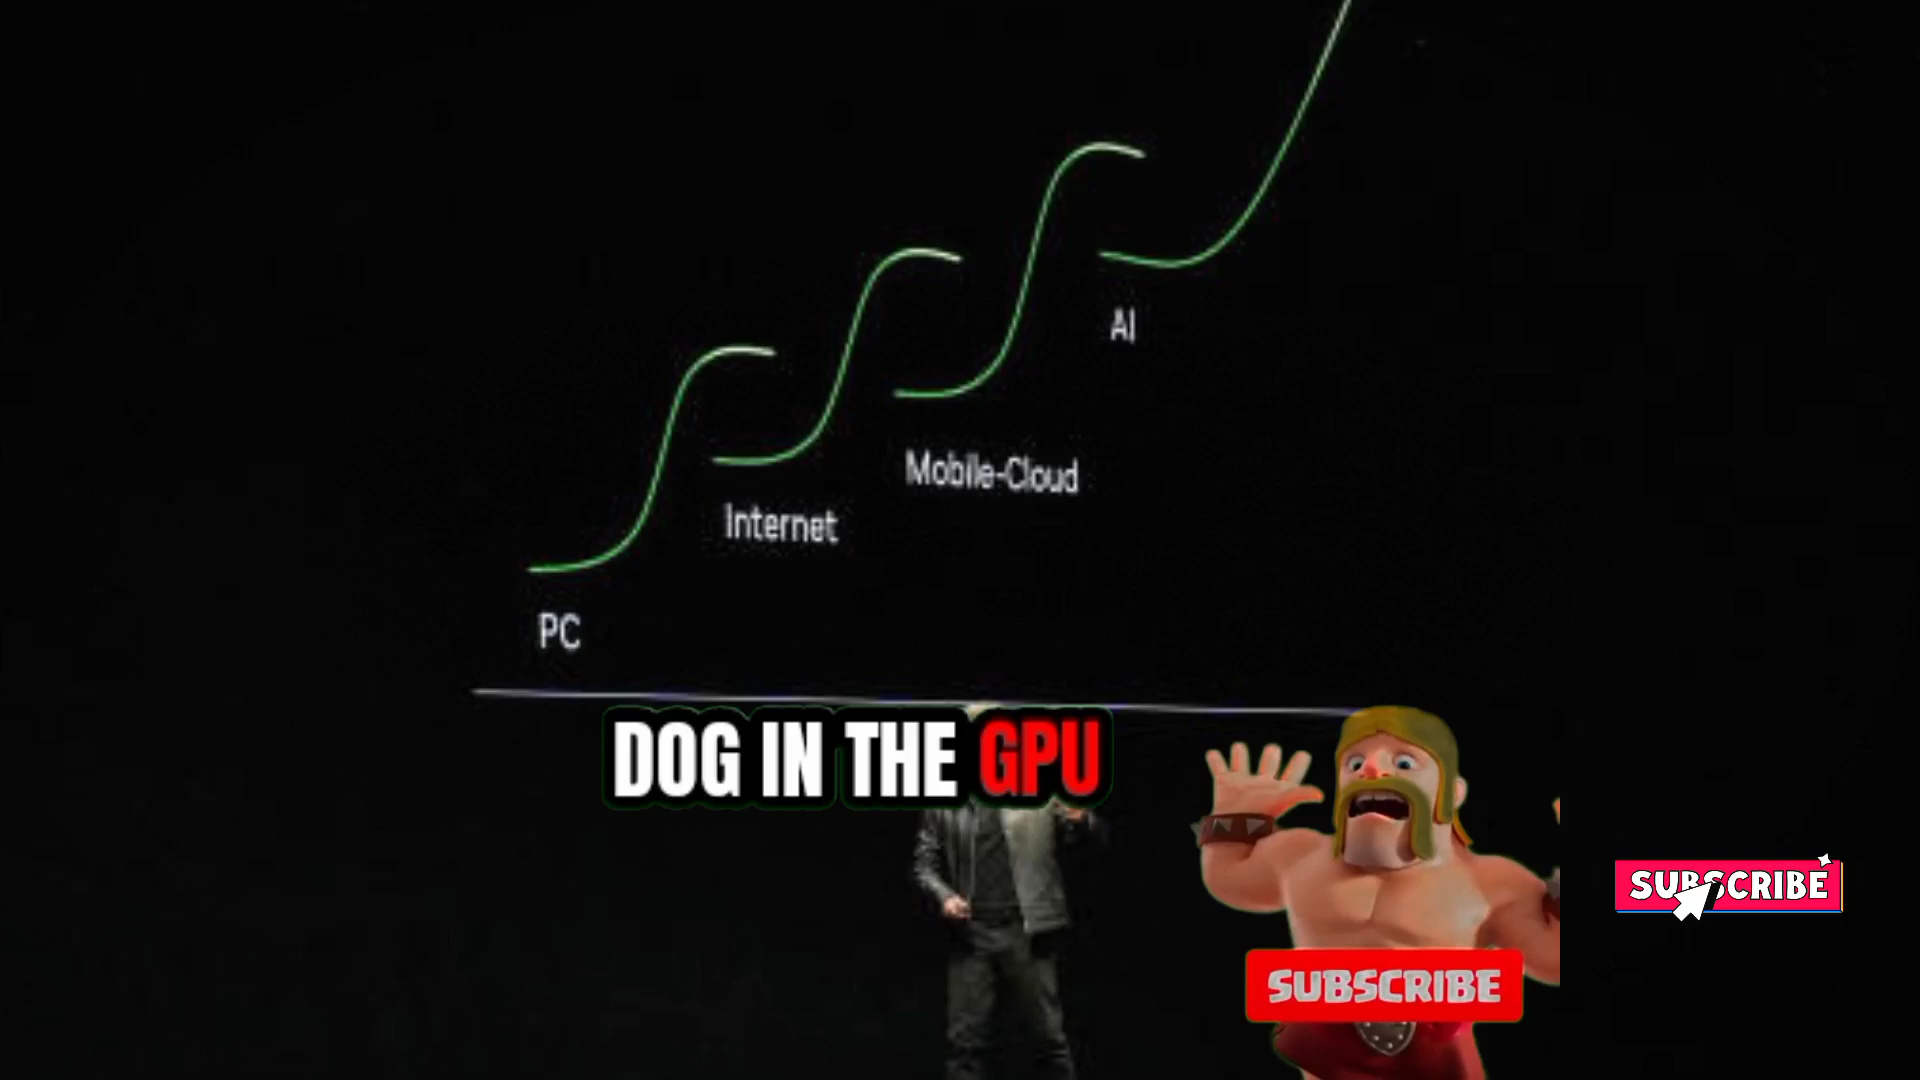 AI
Mobile-Cloud
Internet
PC
DOG IN THE GPU
SUBSCRIBE
SUBSCRIBE